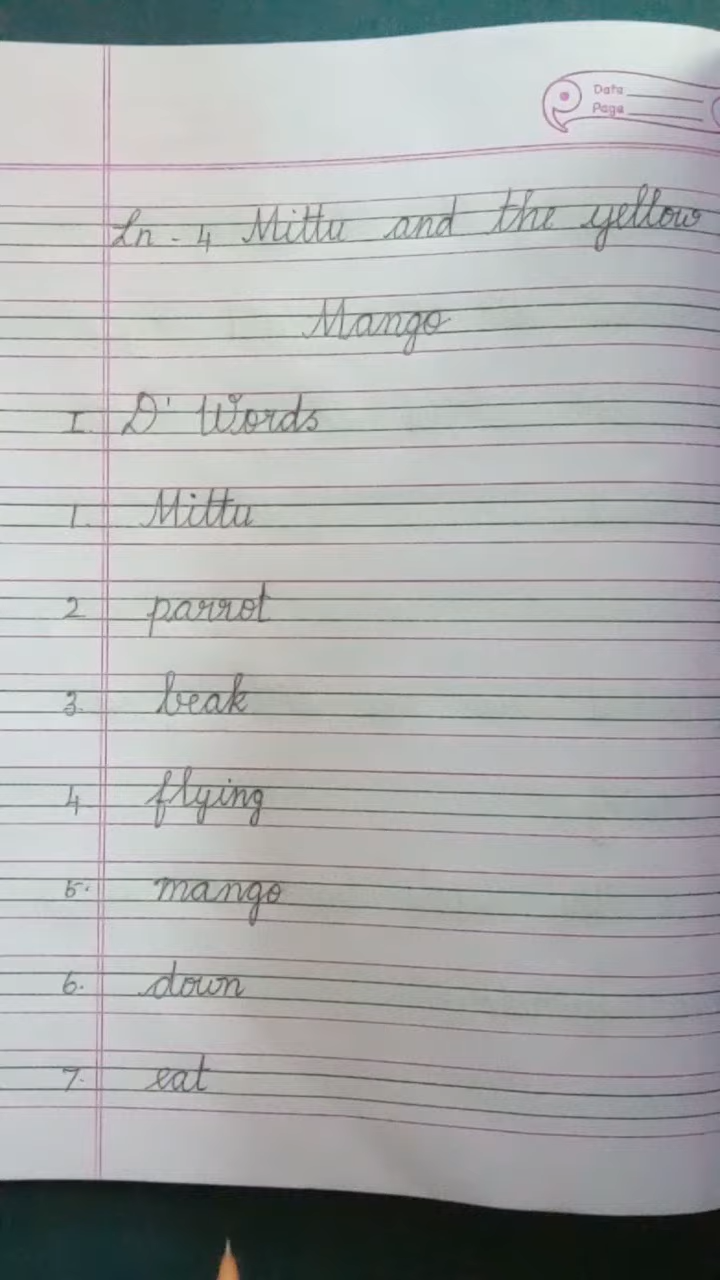 Date
Page
Ln - 4 Mittu and the yellow
Mango
I. D' Words
1. Mittu
2 parrot
3. beak
4 flying
5. mango
6. down
7. eat